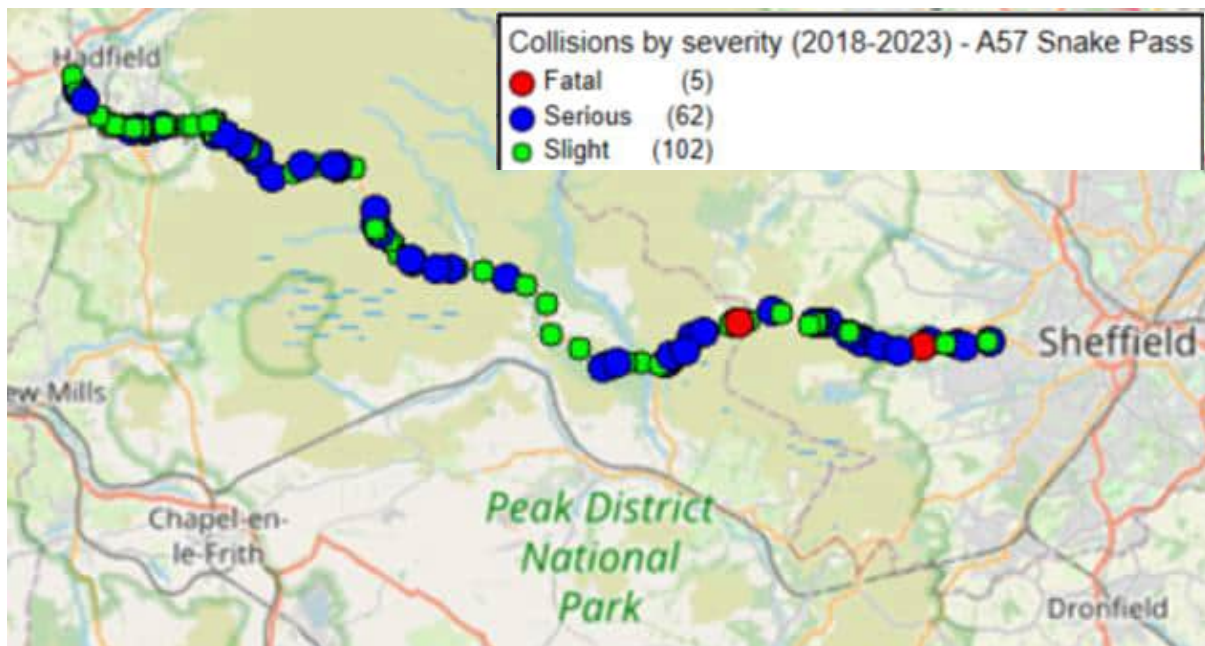 Hadfield
Collisions by severity (2018-2023) - A57 Snake Pass
Fatal (5)
Serious (62)
Slight (102)
Sheffield
ew Mills
Chapel-en-
le-Frith
Peak District
National
Park
Dronfield